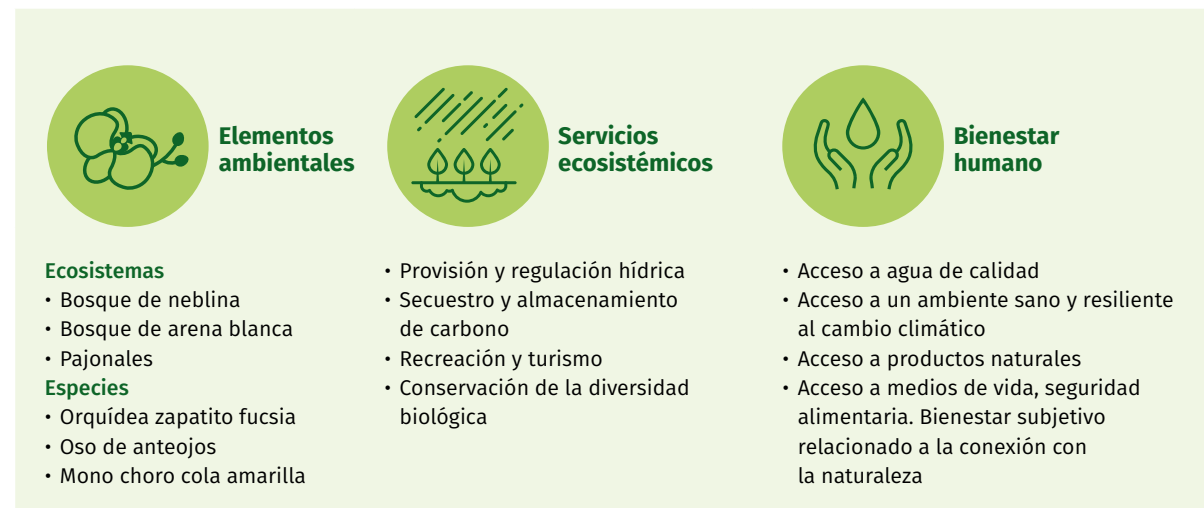 Elementos
ambientales
Ecosistemas
• Bosque de neblina
• Bosque de arena blanca
• Pajonales
Especies
• Orquídea zapatito fucsia
• Oso de anteojos
• Mono choro cola amarilla
Servicios
ecosistémicos
• Provisión y regulación hídrica
• Secuestro y almacenamiento
de carbono
• Recreación y turismo
• Conservación de la diversidad
biológica
Bienestar
humano
• Acceso a agua de calidad
• Acceso a un ambiente sano y resiliente
al cambio climático
• Acceso a productos naturales
• Acceso a medios de vida, seguridad
alimentaria. Bienestar subjetivo
relacionado a la conexión con
la naturaleza